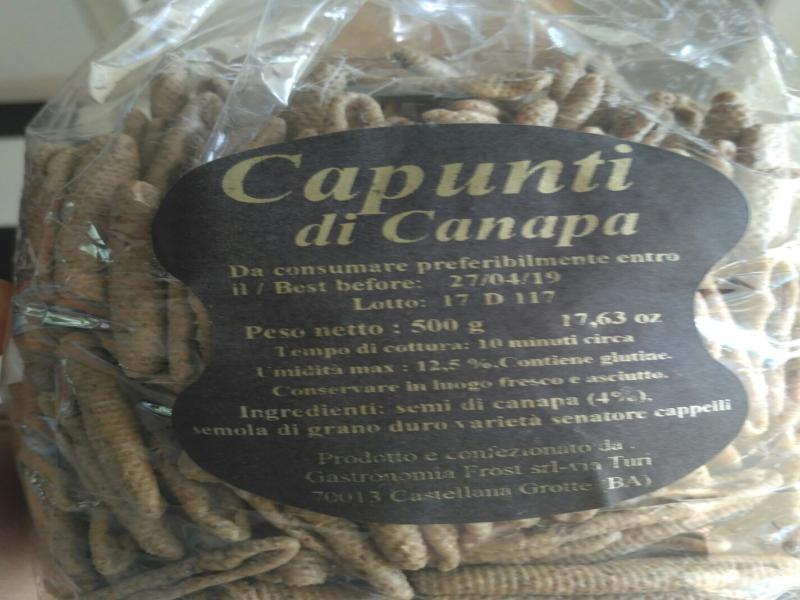 Capunti
di Canapa
Da consumare preferibilmente entro
il / Best before: 27/04/19
Lotto: 17 D 117
Peso netto : 500 g 17,63 oz
Tempo di cottura: 10 minuti circa
Umidità max : 12,5 %.Contiene glutine.
Conservare in luogo fresco e asciutto.
Ingredienti: semi di canapa (4%),
semola di grano duro varietà senatore cappelli
Prodotto e confezionato da :
Gastronomia Frost srl-via Turi
70013 Castellana Grotte (BA)